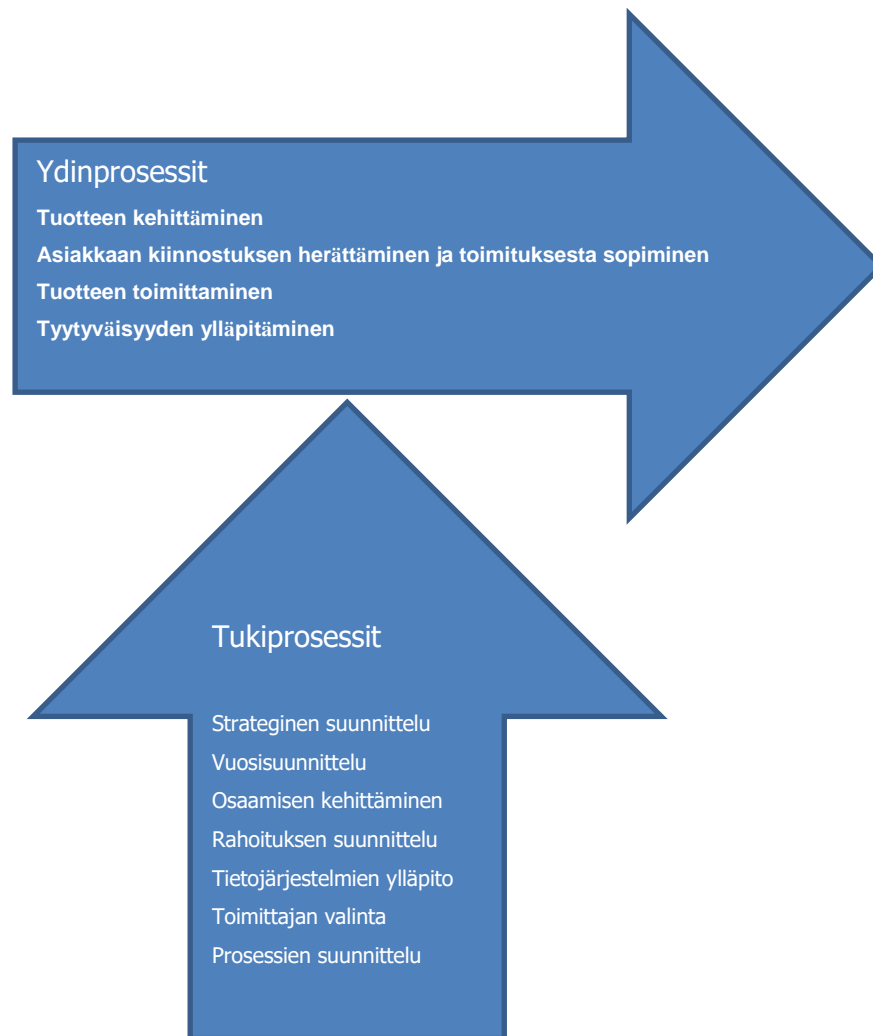 Ydinprosessit
Tuotteen kehittäminen
Asiakkaan kiinnostuksen herättäminen ja toimituksesta sopiminen
Tuotteen toimittaminen
Tyytyväisyyden ylläpitäminen
Tukiprosessit
Strateginen suunnittelu
Vuosisuunnittelu
Osaamisen kehittäminen
Rahoituksen suunnittelu
Tietojärjestelmien ylläpito
Toimittajan valinta
Prosessien suunnittelu